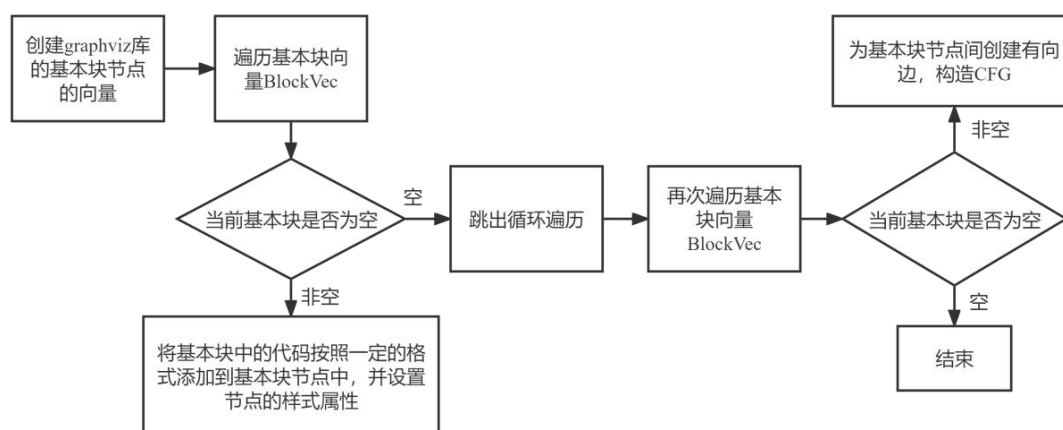 创建graphviz库
的基本块节点
的向量
遍历基本块向
量BlockVec
当前基本块是否为空
空
非空
将基本块中的代码按照一定的格
式添加到基本块节点中，并设置
节点的样式属性
跳出循环遍历
再次遍历基本
块向量
BlockVec
当前基本块是否为空
非空
为基本块节点间创建有向
边，构造CFG
空
结束